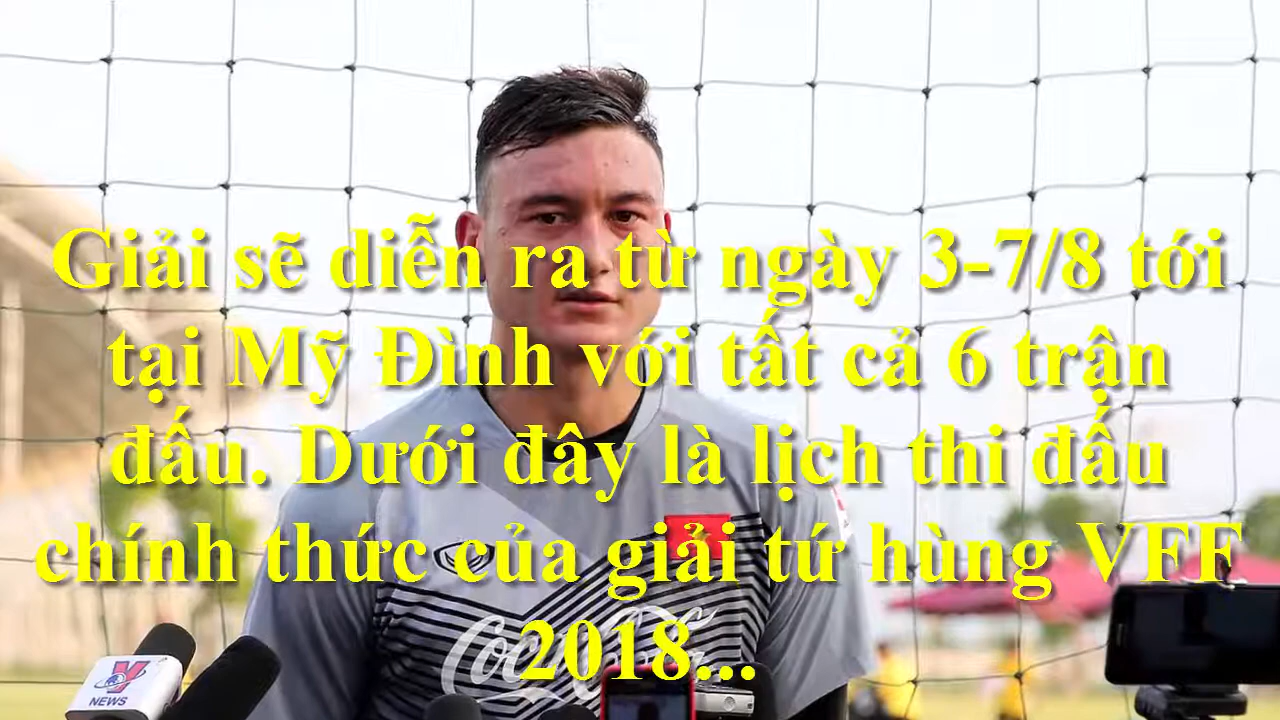 Giải sẽ diễn ra từ ngày 3-7/8 tới
tại Mỹ Đình với tất cả 6 trận
đấu. Dưới đây là lịch thi đấu
chính thức của giải tứ hùng VFF
2018...
Coca
NEWS